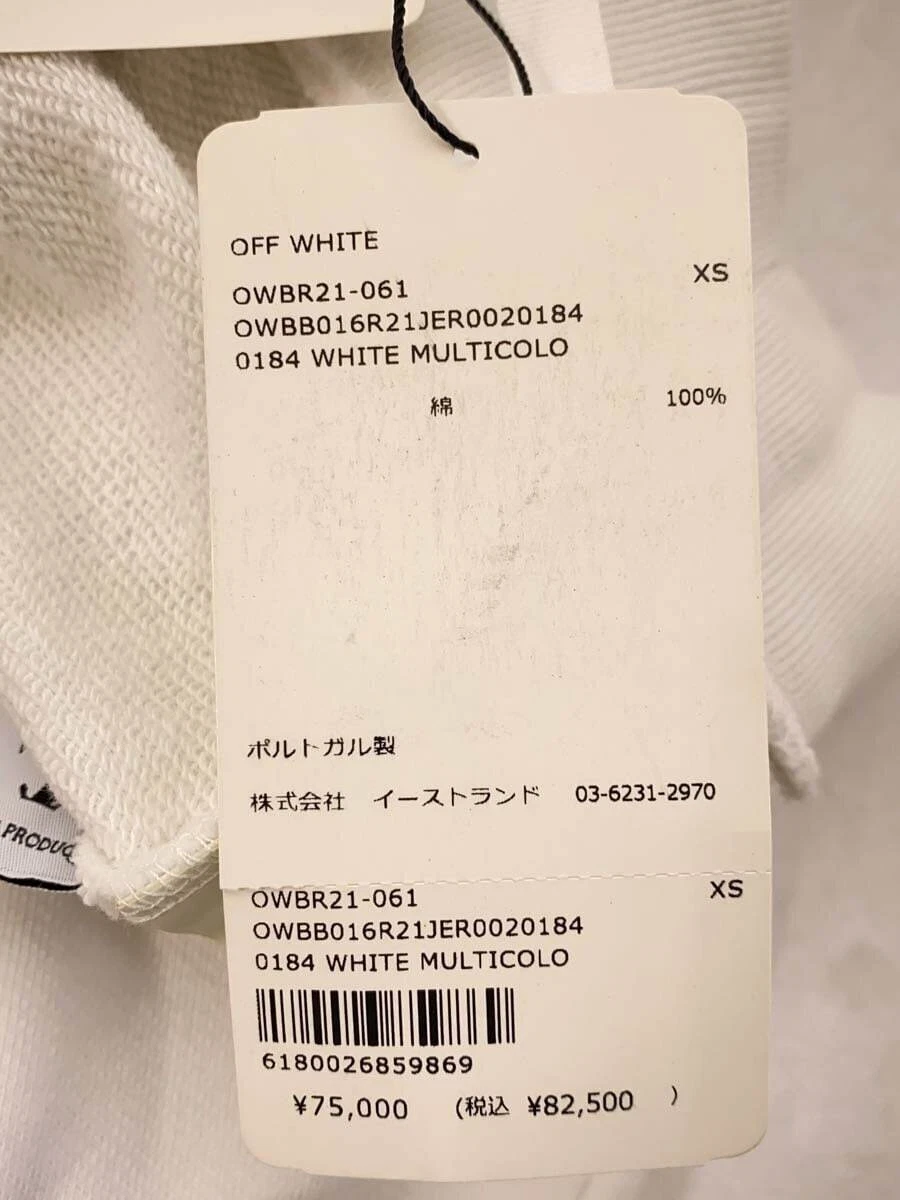 OFF WHITE
XS
OWBR21-061
OWBB016R21JER0020184
0184 WHITE MULTICOLO
綿 100%
ポルトガル製
株式会社 イーストランド 03-6231-2970
OWBR21-061 XS
OWBB016R21JER0020184
0184 WHITE MULTICOLO
6180026859869
¥75,000 (税込 ¥82,500 )